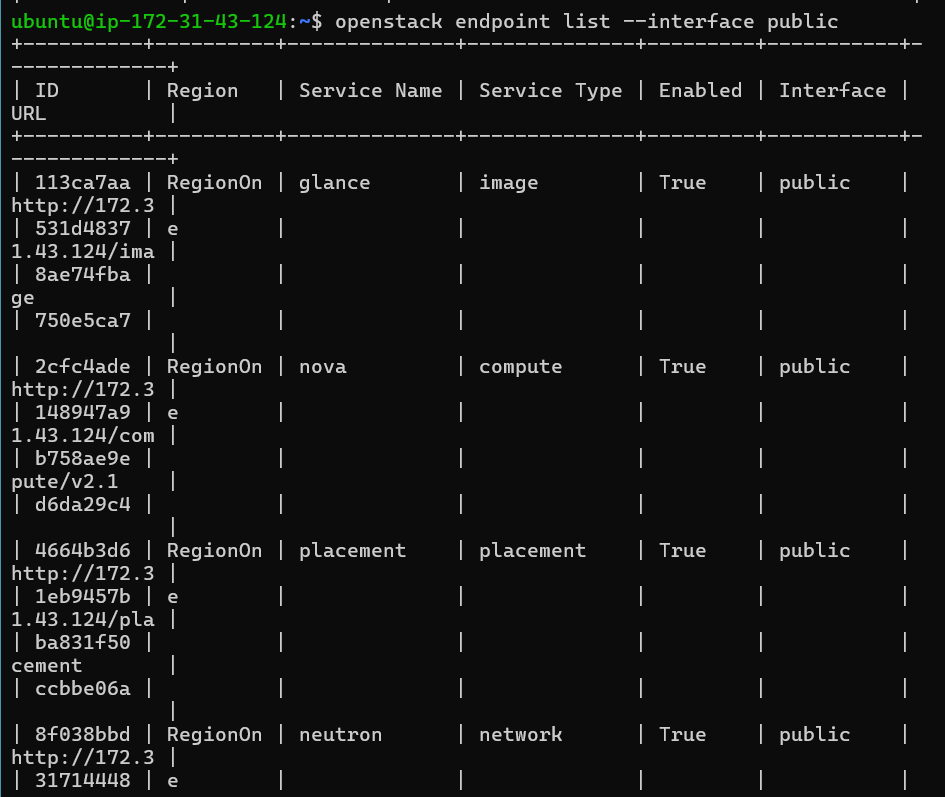 ubuntu@ip-172-31-43-124:~$ openstack endpoint list --interface public
+----------+----------+--------------+--------------+---------+-----------+-
-------------+
| ID       | Region   | Service Name | Service Type | Enabled | Interface |
URL          |
+----------+----------+--------------+--------------+---------+-----------+-
-------------+
| 113ca7aa | RegionOn | glance       | image        | True    | public    |
http://172.3 |
| 531d4837 | e        |              |              |         |           |
1.43.124/ima |
| 8ae74fba |          |              |              |         |           |
ge           |
| 750e5ca7 |          |              |              |         |           |
             |
| 2cfc4ade | RegionOn | nova         | compute      | True    | public    |
http://172.3 |
| 148947a9 | e        |              |              |         |           |
1.43.124/com |
| b758ae9e |          |              |              |         |           |
pute/v2.1    |
| d6da29c4 |          |              |              |         |           |
             |
| 4664b3d6 | RegionOn | placement    | placement    | True    | public    |
http://172.3 |
| 1eb9457b | e        |              |              |         |           |
1.43.124/pla |
| ba831f50 |          |              |              |         |           |
cement       |
| ccbbe06a |          |              |              |         |           |
             |
| 8f038bbd | RegionOn | neutron      | network      | True    | public    |
http://172.3 |
| 31714448 | e        |              |              |         |           |